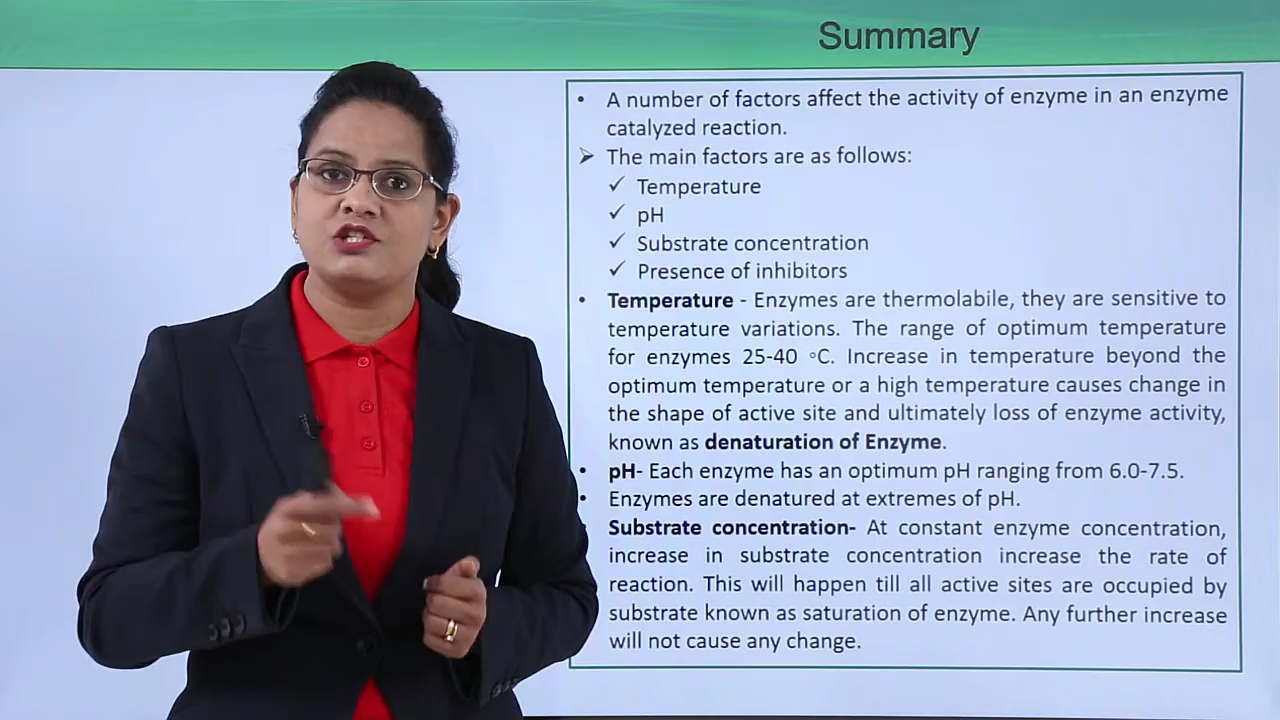 Summary
• A number of factors affect the activity of enzyme in an enzyme
catalyzed reaction.
➢ The main factors are as follows:
✓ Temperature
✓ pH
✓ Substrate concentration
✓ Presence of inhibitors
• Temperature - Enzymes are thermolabile, they are sensitive to
temperature variations. The range of optimum temperature
for enzymes 25-40 °C. Increase in temperature beyond the
optimum temperature or a high temperature causes change in
the shape of active site and ultimately loss of enzyme activity,
known as denaturation of Enzyme.
• pH- Each enzyme has an optimum pH ranging from 6.0-7.5.
• Enzymes are denatured at extremes of pH.
Substrate concentration- At constant enzyme concentration,
increase in substrate concentration increase the rate of
reaction. This will happen till all active sites are occupied by
substrate known as saturation of enzyme. Any further increase
will not cause any change.